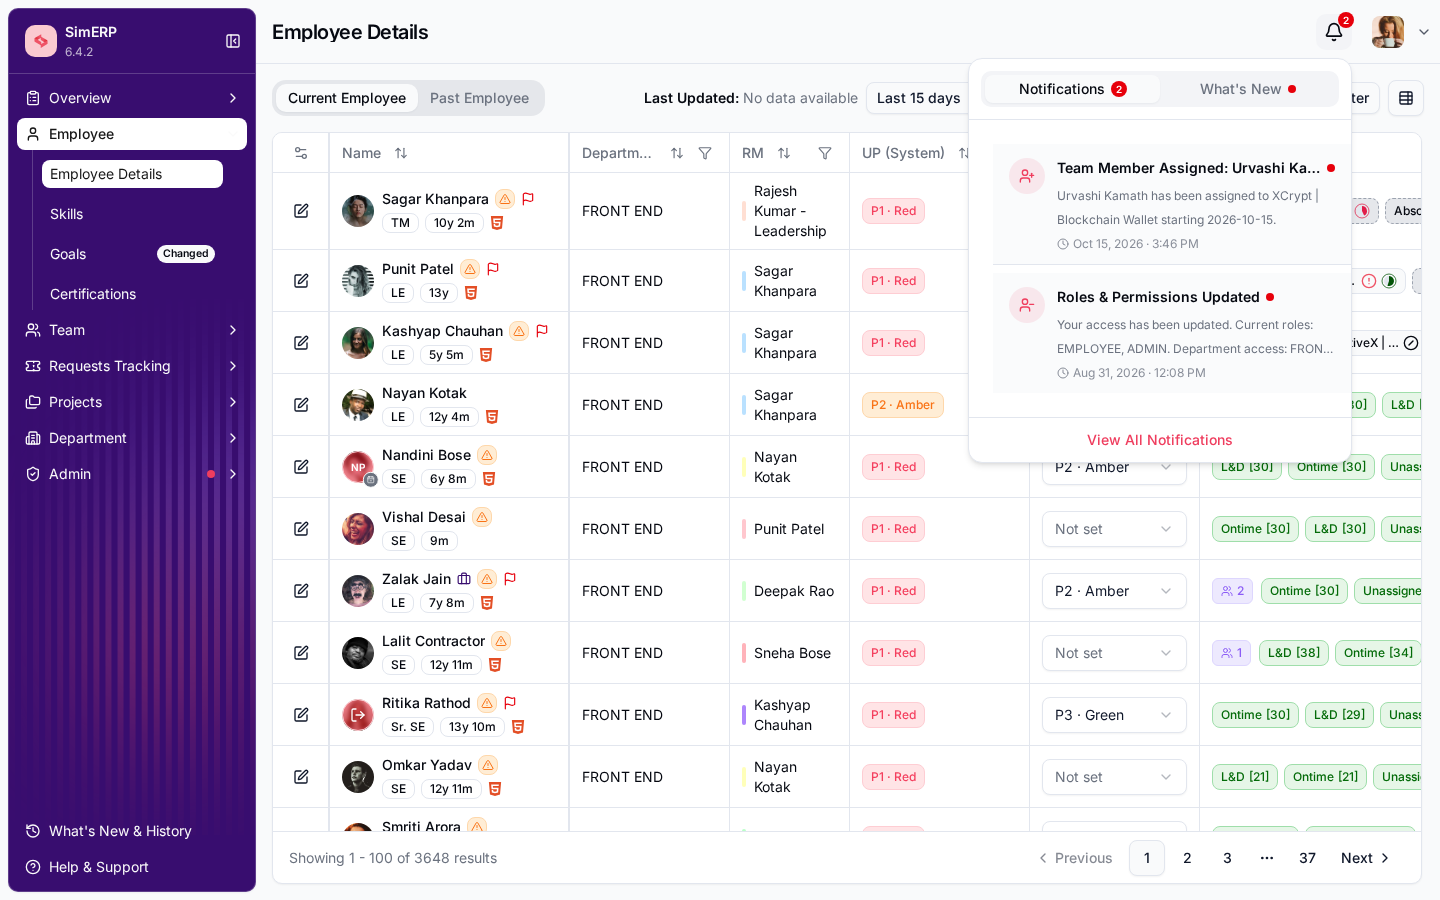 SimERP
6.4.2
Overview
Employee
Employee Details
Skills
Goals
Changed
Certifications
Team
Requests Tracking
Projects
Department
Admin
What's New & History
Help & Support
Employee Details
2
Current Employee
Past Employee
Last Updated: No data available
Last 15 days
ter
Notifications 2
What's New
Team Member Assigned: Urvashi Ka...
Urvashi Kamath has been assigned to XCrypt |
Blockchain Wallet starting 2026-10-15.
Oct 15, 2026 · 3:46 PM
Roles & Permissions Updated
Your access has been updated. Current roles:
EMPLOYEE, ADMIN. Department access: FRON...
Aug 31, 2026 · 12:08 PM
View All Notifications
Name
Departm...
RM
UP (System)
Sagar Khanpara
TM 10y 2m
FRONT END
Rajesh
Kumar -
Leadership
P1 · Red
Absc
Punit Patel
LE 13y
FRONT END
Sagar
Khanpara
P1 · Red
Kashyap Chauhan
LE 5y 5m
FRONT END
Sagar
Khanpara
P1 · Red
tiveX | ...
Nayan Kotak
LE 12y 4m
FRONT END
Sagar
Khanpara
P2 · Amber
30]
L&D [
Nandini Bose
NP
SE 6y 8m
FRONT END
Nayan
Kotak
P1 · Red
P2 · Amber
L&D [30]
Ontime [30]
Unass
Vishal Desai
SE 9m
FRONT END
Punit Patel
P1 · Red
Not set
Ontime [30]
L&D [30]
Unass
Zalak Jain
LE 7y 8m
FRONT END
Deepak Rao
P1 · Red
P2 · Amber
2
Ontime [30]
Unassigne
Lalit Contractor
SE 12y 11m
FRONT END
Sneha Bose
P1 · Red
Not set
1
L&D [38]
Ontime [34]
Ritika Rathod
Sr. SE 13y 10m
FRONT END
Kashyap
Chauhan
P1 · Red
P3 · Green
Ontime [30]
L&D [29]
Unass
Omkar Yadav
SE 12y 11m
FRONT END
Nayan
Kotak
P1 · Red
Not set
L&D [21]
Ontime [21]
Unassi
Smriti Arora
Showing 1 - 100 of 3648 results
Previous
1
2
3
...
37
Next